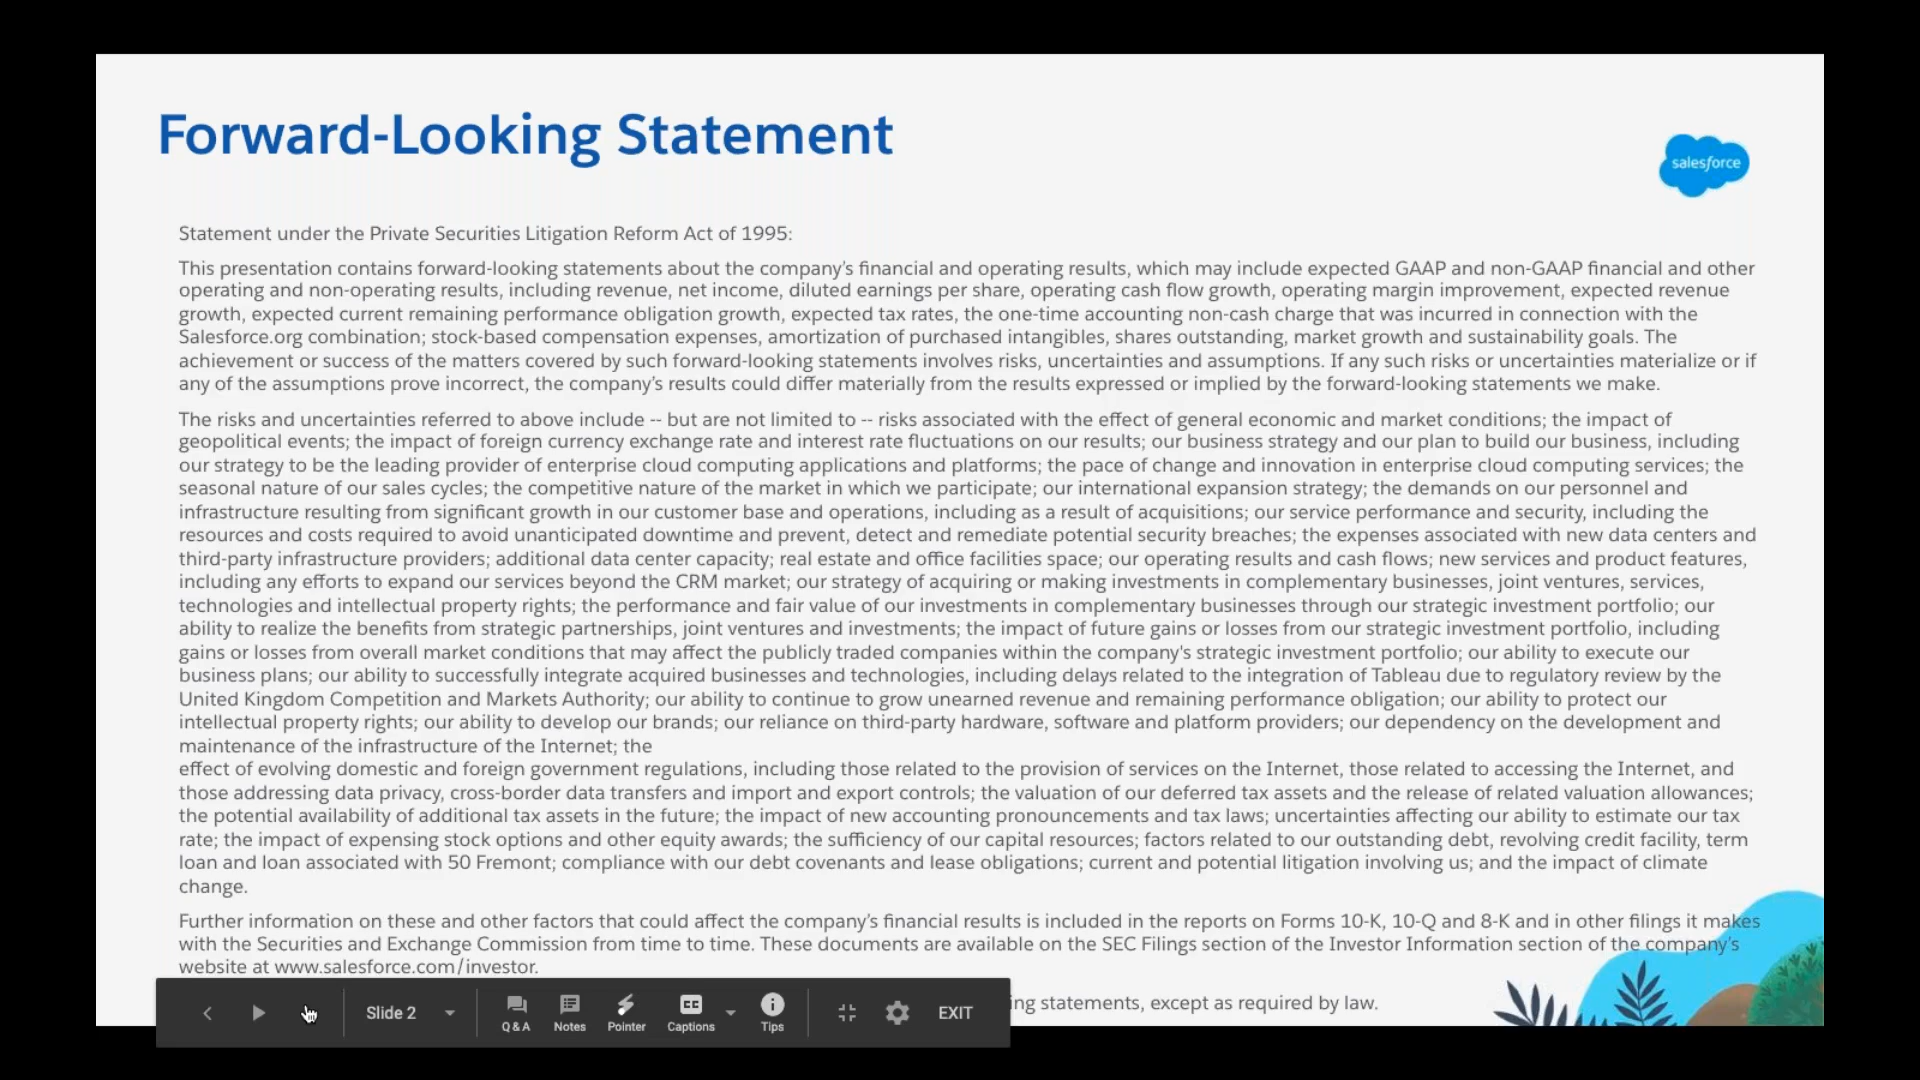 Forward-Looking Statement
salesforce
Statement under the Private Securities Litigation Reform Act of 1995:
This presentation contains forward-looking statements about the company's financial and operating results, which may include expected GAAP and non-GAAP financial and other
operating and non-operating results, including revenue, net income, diluted earnings per share, operating cash flow growth, operating margin improvement, expected revenue
growth, expected current remaining performance obligation growth, expected tax rates, the one-time accounting non-cash charge that was incurred in connection with the
Salesforce.org combination; stock-based compensation expenses, amortization of purchased intangibles, shares outstanding, market growth and sustainability goals. The
achievement or success of the matters covered by such forward-looking statements involves risks, uncertainties and assumptions. If any such risks or uncertainties materialize or if
any of the assumptions prove incorrect, the company's results could differ materially from the results expressed or implied by the forward-looking statements we make.
The risks and uncertainties referred to above include -- but are not limited to -- risks associated with the effect of general economic and market conditions; the impact of
geopolitical events; the impact of foreign currency exchange rate and interest rate fluctuations on our results; our business strategy and our plan to build our business, including
our strategy to be the leading provider of enterprise cloud computing applications and platforms; the pace of change and innovation in enterprise cloud computing services; the
seasonal nature of our sales cycles; the competitive nature of the market in which we participate; our international expansion strategy; the demands on our personnel and
infrastructure resulting from significant growth in our customer base and operations, including as a result of acquisitions; our service performance and security, including the
resources and costs required to avoid unanticipated downtime and prevent, detect and remediate potential security breaches; the expenses associated with new data centers and
third-party infrastructure providers; additional data center capacity; real estate and office facilities space; our operating results and cash flows; new services and product features,
including any efforts to expand our services beyond the CRM market; our strategy of acquiring or making investments in complementary businesses, joint ventures, services,
technologies and intellectual property rights; the performance and fair value of our investments in complementary businesses through our strategic investment portfolio; our
ability to realize the benefits from strategic partnerships, joint ventures and investments; the impact of future gains or losses from our strategic investment portfolio, including
gains or losses from overall market conditions that may affect the publicly traded companies within the company's strategic investment portfolio; our ability to execute our
business plans; our ability to successfully integrate acquired businesses and technologies, including delays related to the integration of Tableau due to regulatory review by the
United Kingdom Competition and Markets Authority; our ability to continue to grow unearned revenue and remaining performance obligation; our ability to protect our
intellectual property rights; our ability to develop our brands; our reliance on third-party hardware, software and platform providers; our dependency on the development and
maintenance of the infrastructure of the Internet; the
effect of evolving domestic and foreign government regulations, including those related to the provision of services on the Internet, those related to accessing the Internet, and
those addressing data privacy, cross-border data transfers and import and export controls; the valuation of our deferred tax assets and the release of related valuation allowances;
the potential availability of additional tax assets in the future; the impact of new accounting pronouncements and tax laws; uncertainties affecting our ability to estimate our tax
rate; the impact of expensing stock options and other equity awards; the sufficiency of our capital resources; factors related to our outstanding debt, revolving credit facility, term
loan and loan associated with 50 Fremont; compliance with our debt covenants and lease obligations; current and potential litigation involving us; and the impact of climate
change.
Further information on these and other factors that could affect the company's financial results is included in the reports on Forms 10-K, 10-Q and 8-K and in other filings it makes
with the Securities and Exchange Commission from time to time. These documents are available on the SEC Filings section of the Investor Information section of the company's
website at www.salesforce.com/investor.
ng statements, except as required by law.
Slide 2
Q & A
Notes
Pointer
CC
Captions
Tips
EXIT